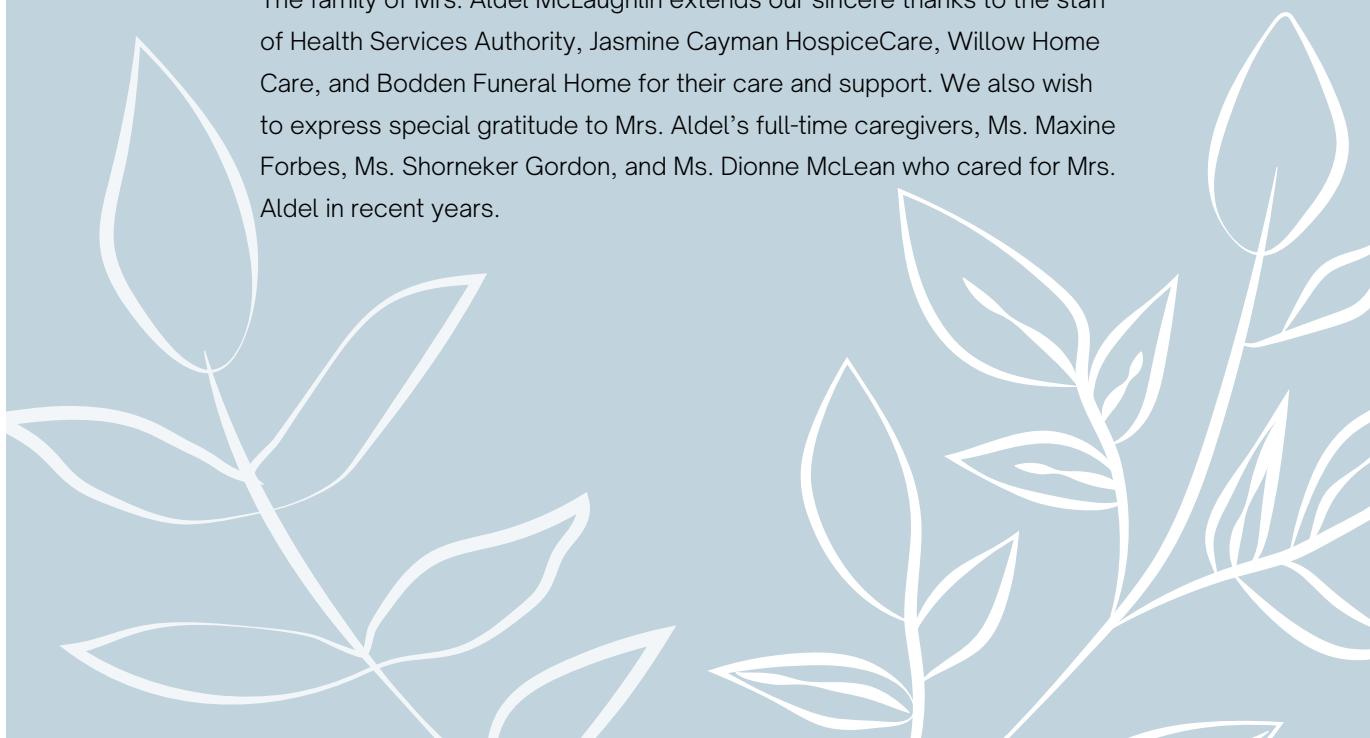 The family of Mrs. Aldel McLaughlin extends our sincere thanks to the staff
of Health Services Authority, Jasmine Cayman HospiceCare, Willow Home
Care, and Bodden Funeral Home for their care and support. We also wish
to express special gratitude to Mrs. Aldel’s full-time caregivers, Ms. Maxine
Forbes, Ms. Shorneker Gordon, and Ms. Dionne McLean who cared for Mrs.
Aldel in recent years.